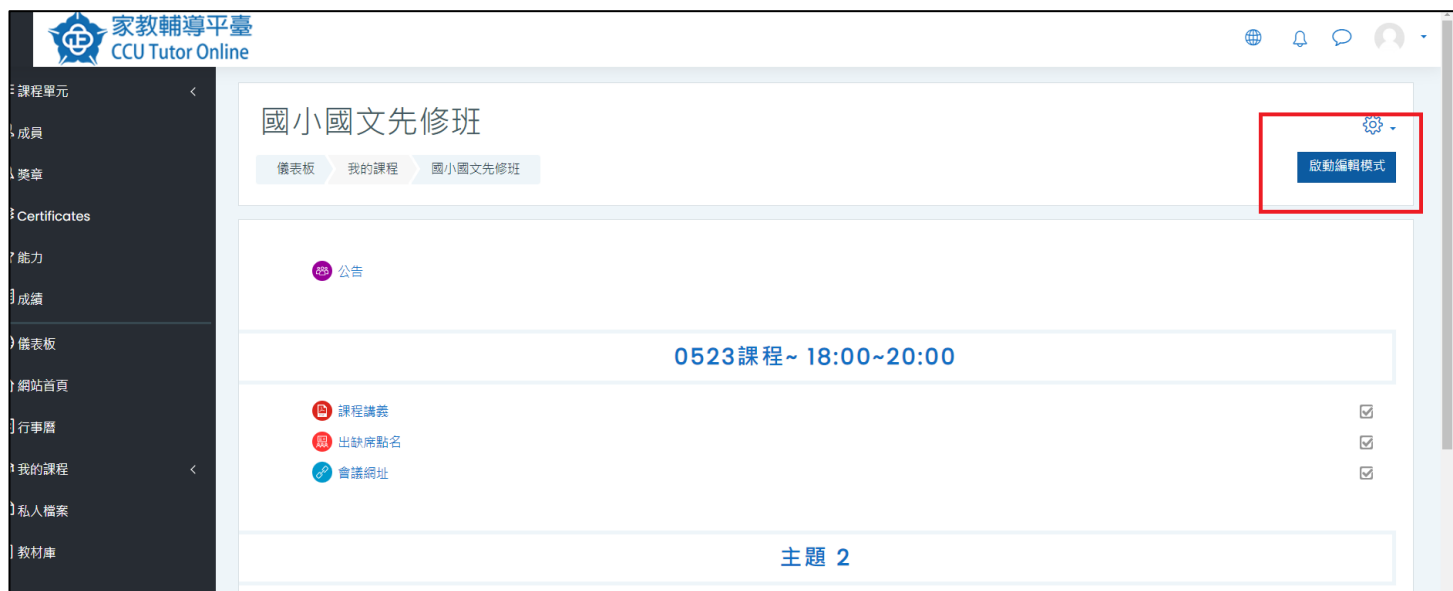 家教輔導平臺
CCU Tutor Online
課程單元
成員
獎章
Certificates
能力
成績
儀表板
網站首頁
行事曆
我的課程
私人檔案
教材庫
國小國文先修班
儀表板 我的課程 國小國文先修班
啟動編輯模式
公告
0523課程~ 18:00~20:00
課程講義
出缺席點名
會議網址
主題 2